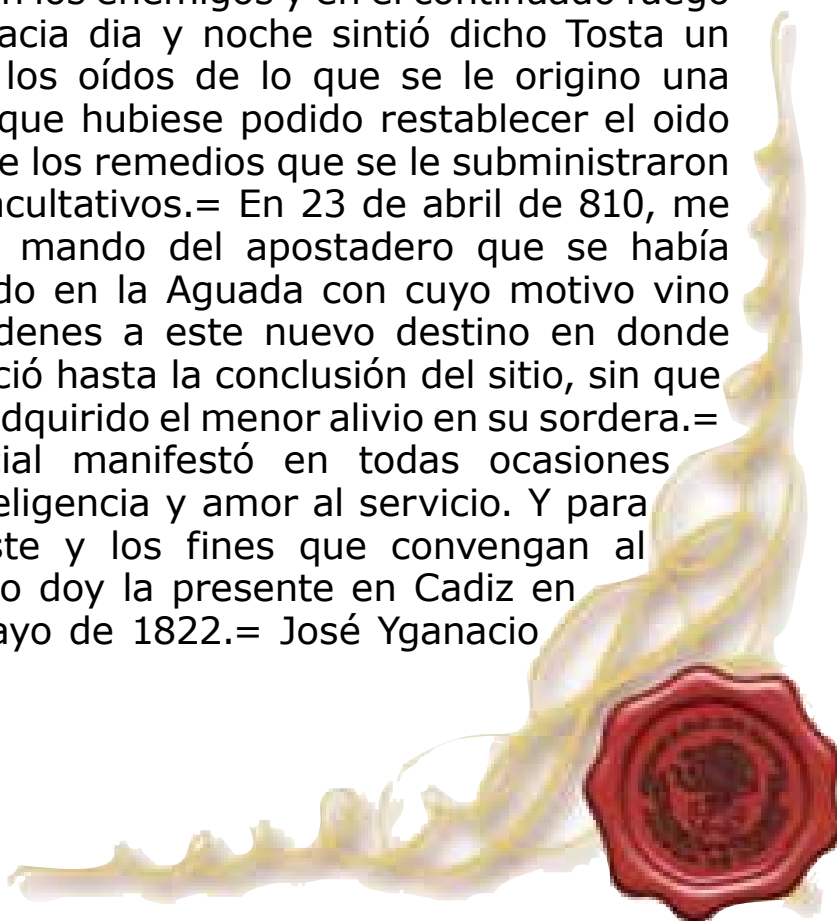 los enemigos y en el continuado fuego
dia y noche sintió dicho Tosta un
los oídos de lo que se le origino una
que hubiese podido restablecer el oido
los remedios que se le subministraron
acultativos.= En 23 de abril de 810, me
mando del apostadero que se había
do en la Aguada con cuyo motivo vino
denes a este nuevo destino en donde
ció hasta la conclusión del sitio, sin que
dquirido el menor alivio en su sordera.=
ial manifestó en todas ocasiones
eligencia y amor al servicio. Y para
ste y los fines que convengan al
o doy la presente en Cadiz en
ayo de 1822.= José Yganacio